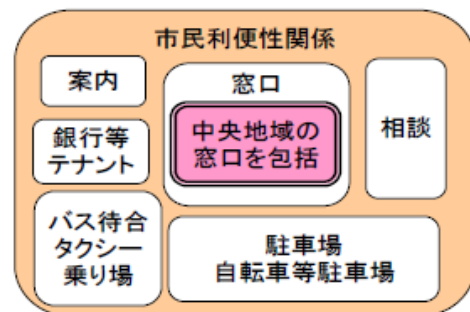 市民利便性関係
案内
窓口
中央地域の
窓口を包括
相談
銀行等
テナント
バス待合
タクシー
乗り場
駐車場
自転車等駐車場